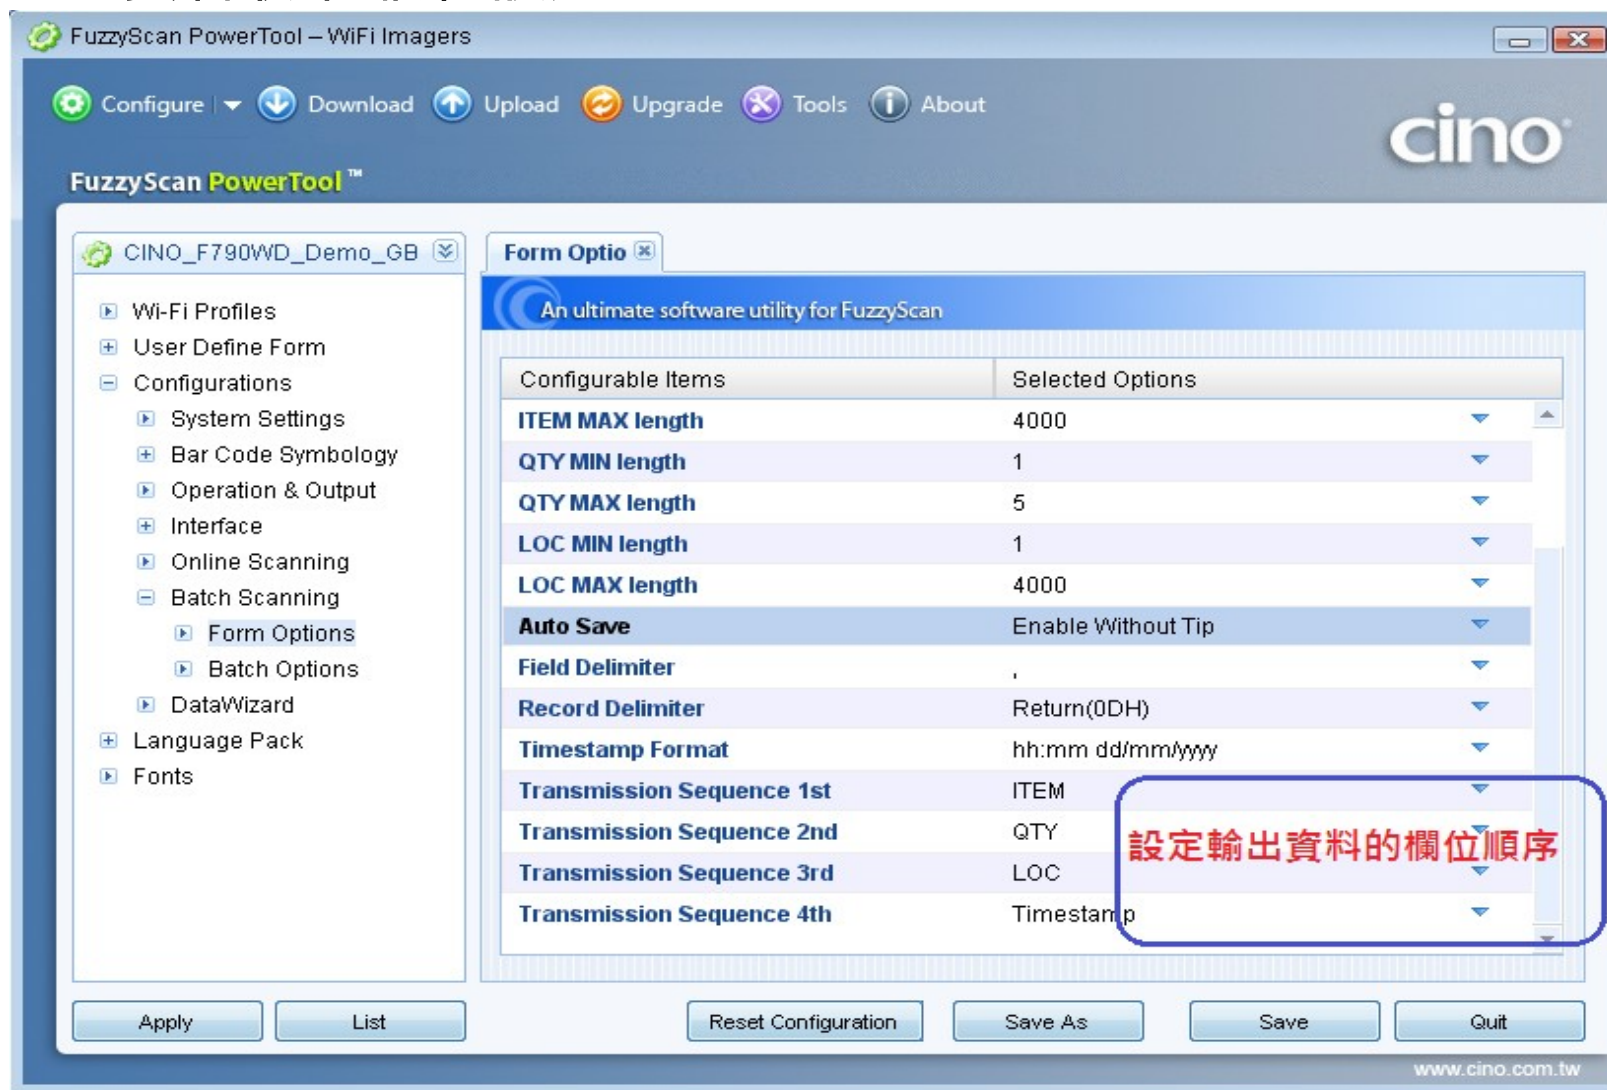 FuzzyScan PowerTool – WiFi Imagers
Configure Download Upload Upgrade Tools About
cino
FuzzyScan PowerTool ™
CINO_F790WD_Demo_GB
Form Optio
Wi-Fi Profiles
An ultimate software utility for FuzzyScan
User Define Form
Configurations
System Settings
Bar Code Symbology
Operation & Output
Interface
Online Scanning
Batch Scanning
Form Options
Batch Options
DataWizard
Language Pack
Fonts
Configurable Items Selected Options
ITEM MAX length 4000
QTY MIN length 1
QTY MAX length 5
LOC MIN length 1
LOC MAX length 4000
Auto Save Enable Without Tip
Field Delimiter ,
Record Delimiter Return(0DH)
Timestamp Format hh:mm dd/mm/yyyy
Transmission Sequence 1st ITEM
Transmission Sequence 2nd QTY
設定輸出資料的欄位順序
Transmission Sequence 3rd LOC
Transmission Sequence 4th Timestamp
Apply List Reset Configuration Save As Save Quit
www.cino.com.tw